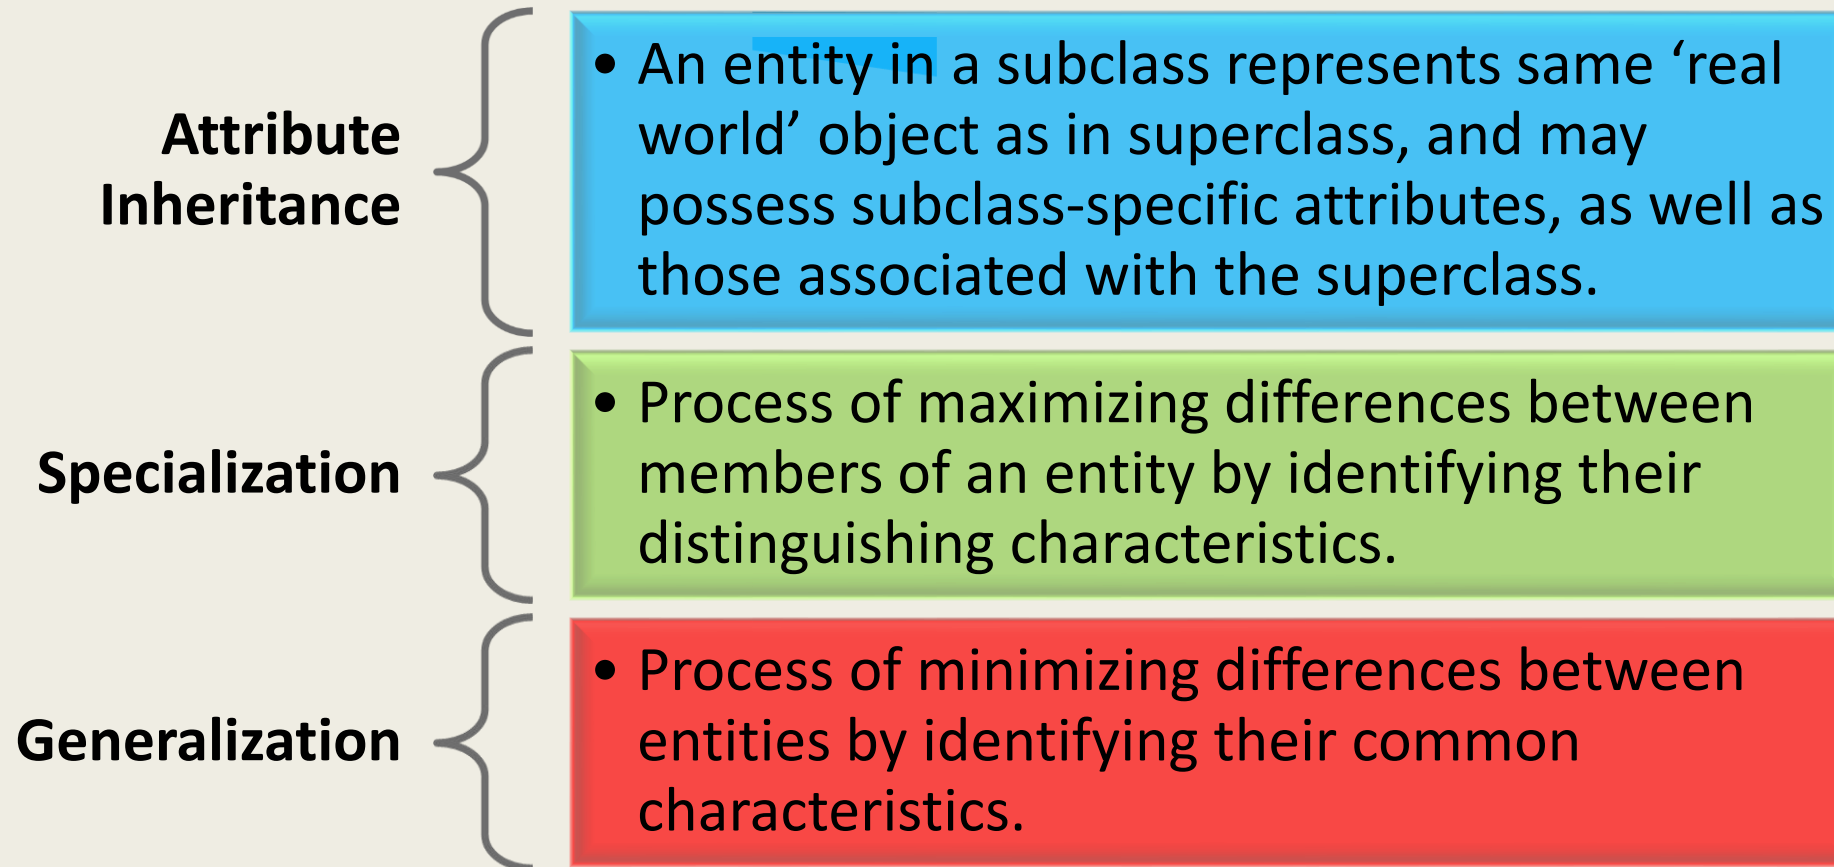 Attribute
Inheritance
• An entity in a subclass represents same ‘real
world’ object as in superclass, and may
possess subclass-specific attributes, as well as
those associated with the superclass.
Specialization
• Process of maximizing differences between
members of an entity by identifying their
distinguishing characteristics.
Generalization
• Process of minimizing differences between
entities by identifying their common
characteristics.